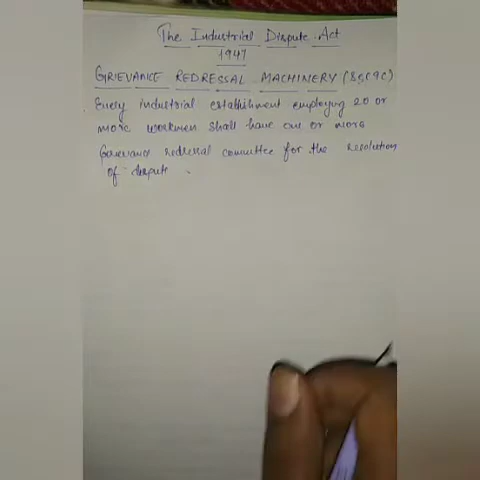 The Industrial Dispute Act
1947
GRIEVANCE REDRESSAL MACHINERY (Sec 9C)
Every industrial establishment employing 20 or
more workmen shall have one or more
Grievance redressal committee for the resolution
of dispute